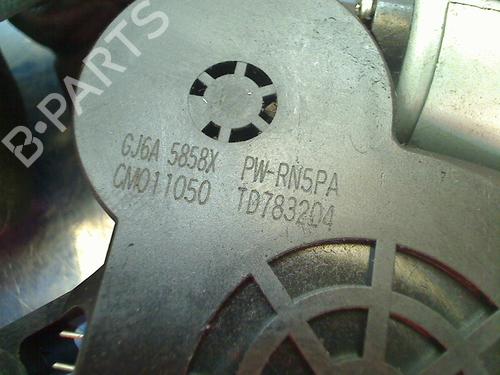 B-PARTS
GJ6A 5858X PW-RN5PA
CM011050 TD783204